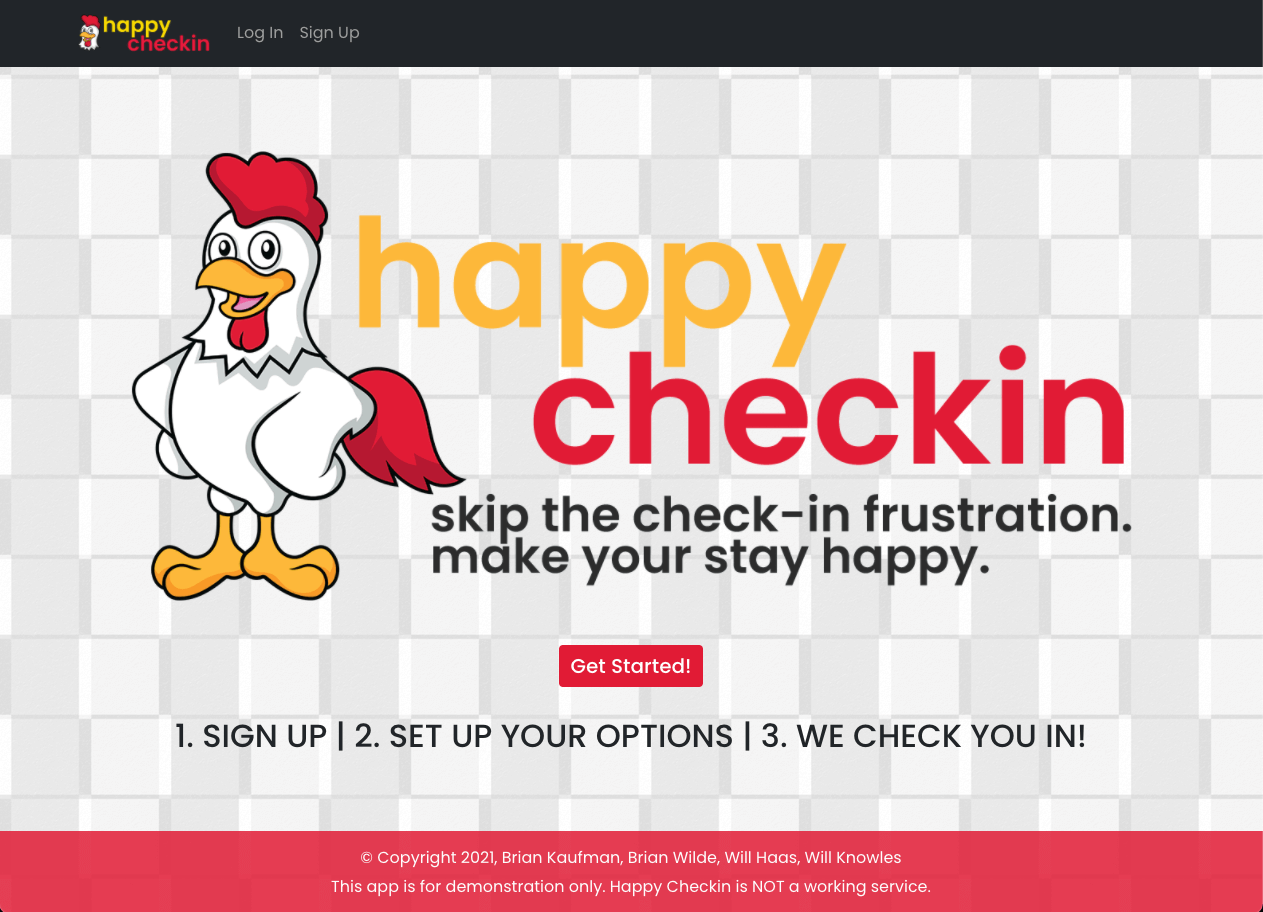 happy
checkin
Log In Sign Up
happy
checkin
skip the check-in frustration.
make your stay happy.
Get Started!
1. SIGN UP | 2. SET UP YOUR OPTIONS | 3. WE CHECK YOU IN!
© Copyright 2021, Brian Kaufman, Brian Wilde, Will Haas, Will Knowles
This app is for demonstration only. Happy Checkin is NOT a working service.